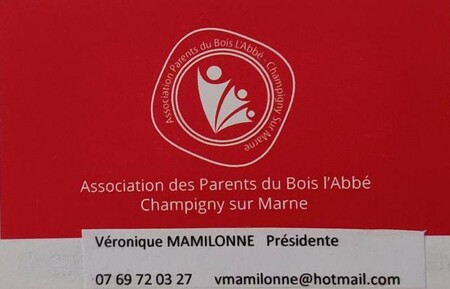 Association Parents du Bois L'Abbé - Champigny Sur Marne
Association des Parents du Bois l'Abbé
Champigny sur Marne
Véronique MAMILONNE Présidente
07 69 72 03 27 vmamilonne@hotmail.com